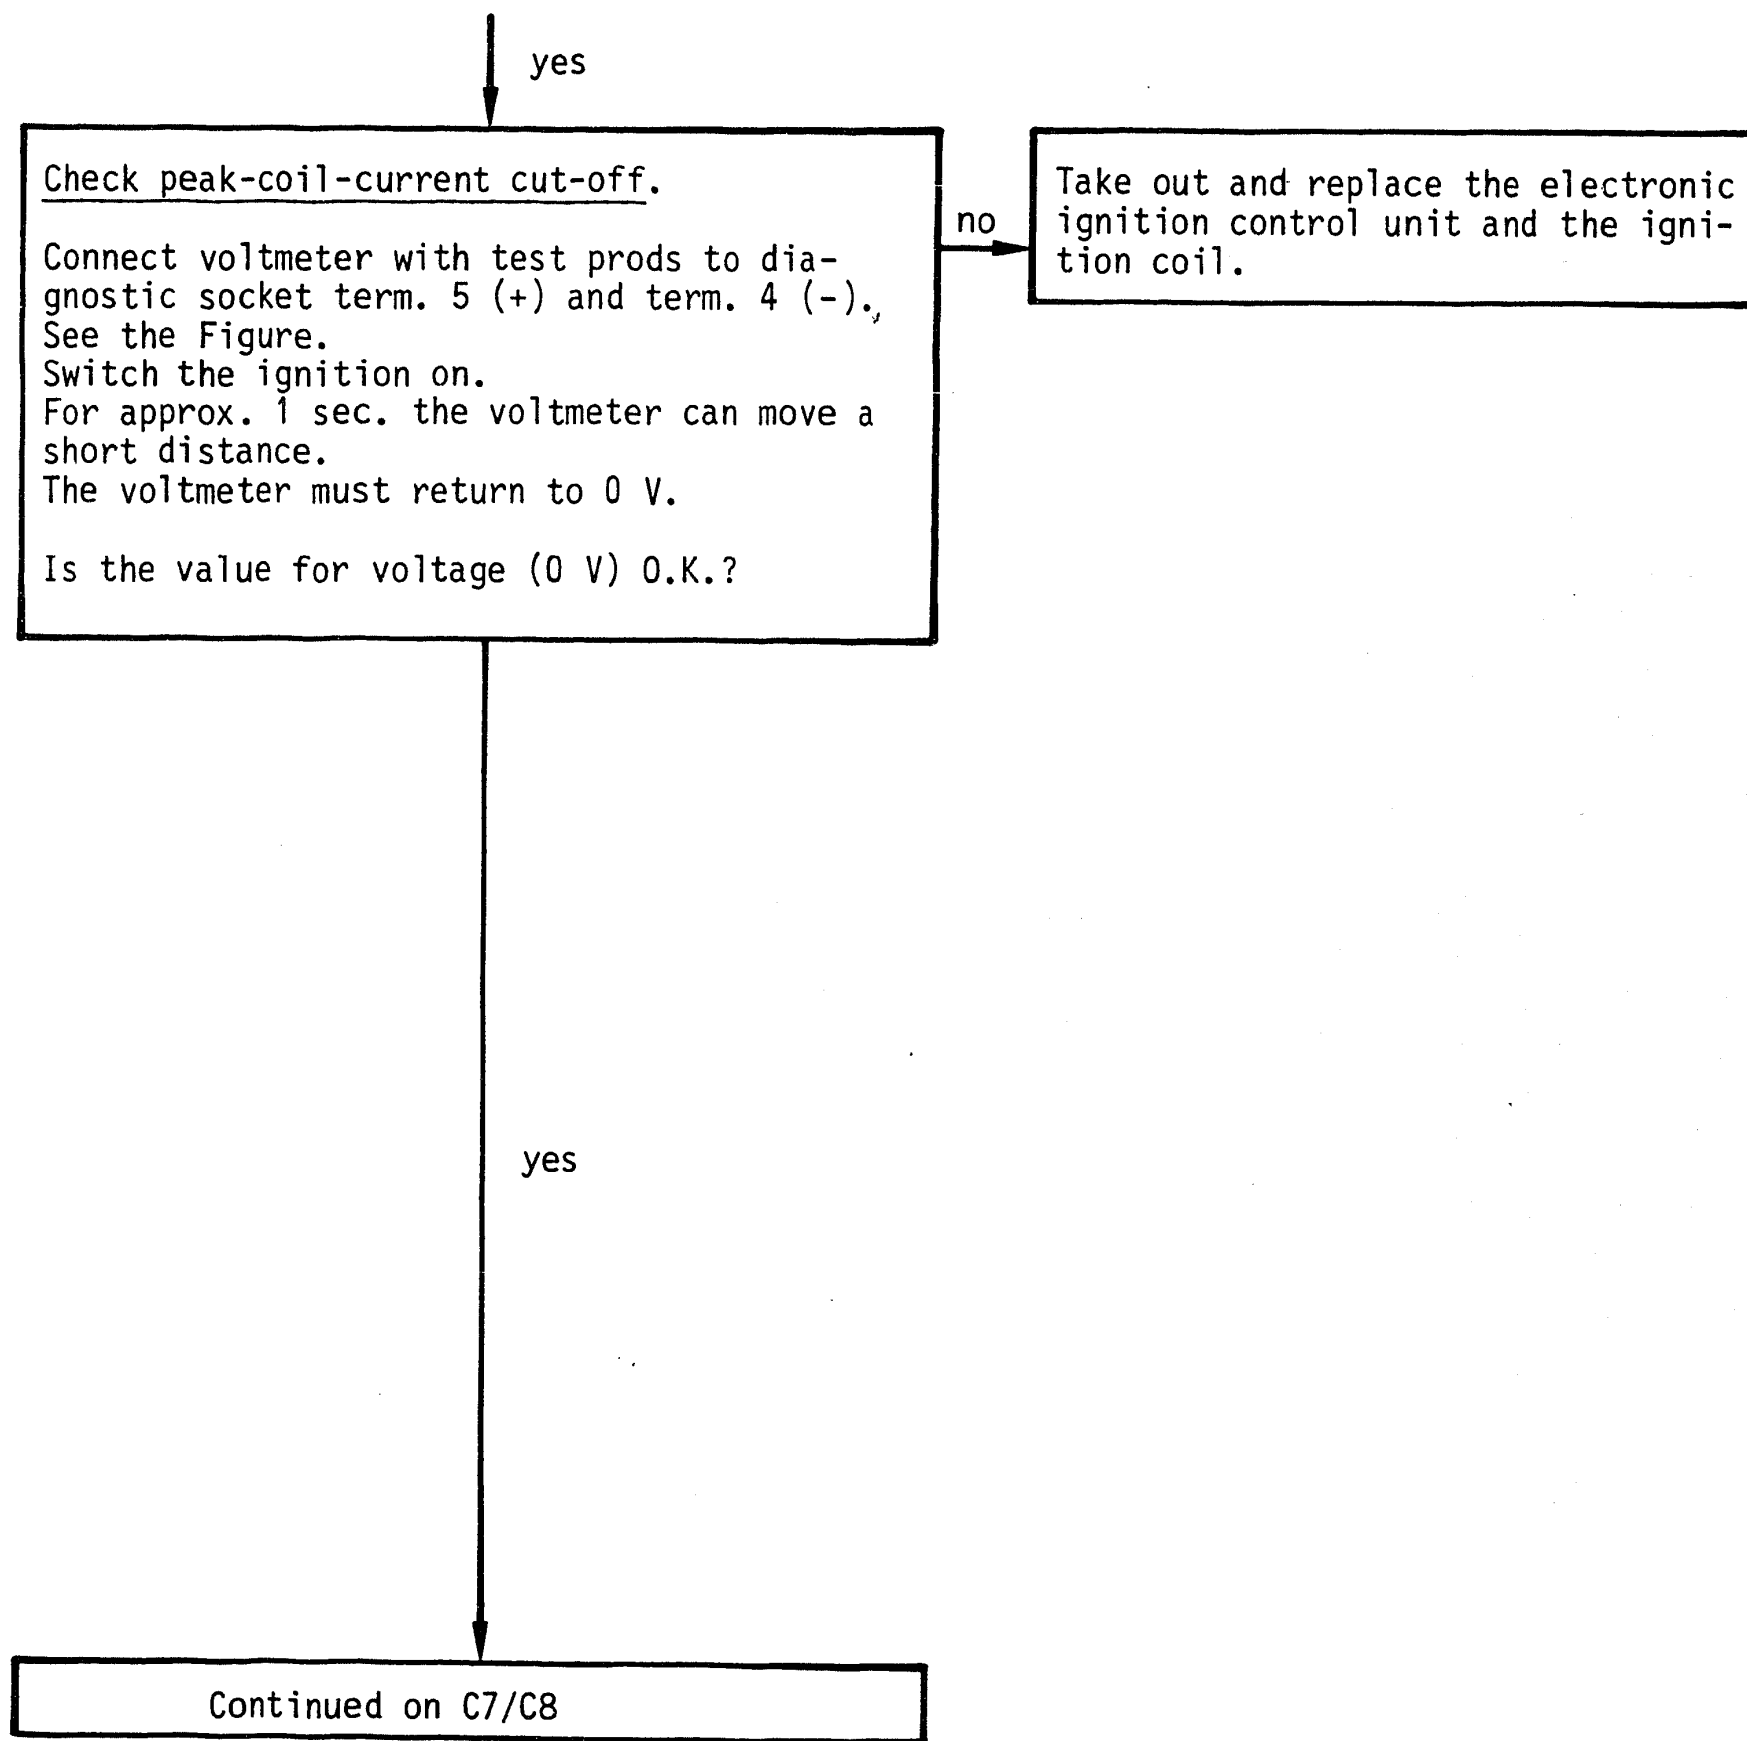 yes
Check peak-coil-current cut-off.
Connect voltmeter with test prods to dia-
gnostic socket term. 5 (+) and term. 4 (-).
See the Figure.
Switch the ignition on.
For approx. 1 sec. the voltmeter can move a
short distance.
The voltmeter must return to 0 V.
Is the value for voltage (0 V) O.K.?
no
Take out and replace the electronic
ignition control unit and the igni-
tion coil.
yes
Continued on C7/C8